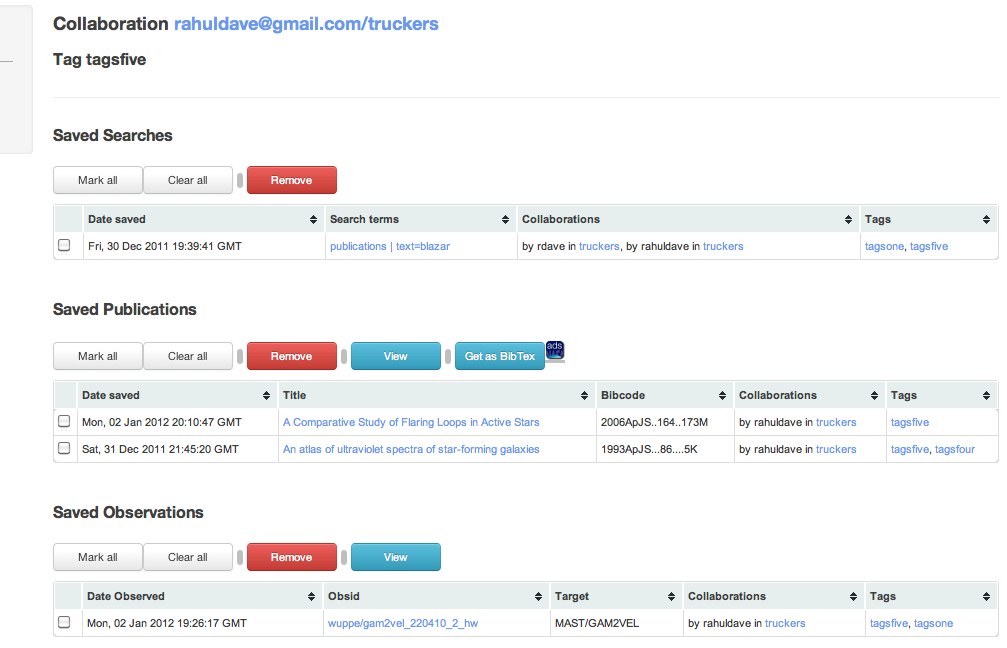 Collaboration rahuldave@gmail.com/truckers
Tag tagsfive
Saved Searches
Mark all Clear all Remove
Date saved Search terms Collaborations Tags
Fri, 30 Dec 2011 19:39:41 GMT publications | text=blazar by rdave in truckers, by rahuldave in truckers tagsone, tagsfive
Saved Publications
Mark all Clear all Remove View Get as BibTex ads
Date saved Title Bibcode Collaborations Tags
Mon, 02 Jan 2012 20:10:47 GMT A Comparative Study of Flaring Loops in Active Stars 2006ApJS..164..173M by rahuldave in truckers tagsfive
Sat, 31 Dec 2011 21:45:20 GMT An atlas of ultraviolet spectra of star-forming galaxies 1993ApJS...86....5K by rahuldave in truckers tagsfive, tagsfour
Saved Observations
Mark all Clear all Remove View
Date Observed Obsid Target Collaborations Tags
Mon, 02 Jan 2012 19:26:17 GMT wuppe/gam2vel_220410_2_hw MAST/GAM2VEL by rahuldave in truckers tagsfive, tagsone